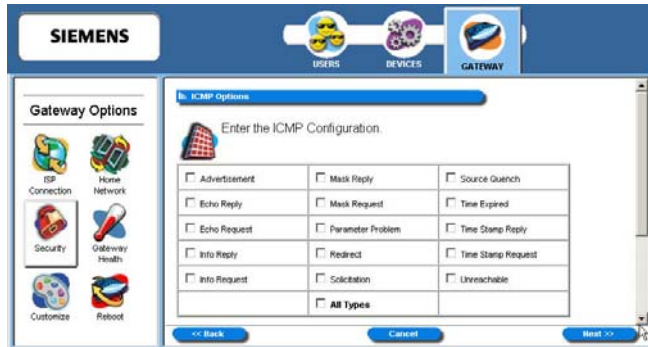 SIEMENS
USERS
DEVICES
GATEWAY
Gateway Options
ISP Connection
Home Network
Security
Gateway Health
Customize
Reboot
ICMP Options
Enter the ICMP Configuration.
Advertisement
Mask Reply
Source Quench
Echo Reply
Mask Request
Time Expired
Echo Request
Parameter Problem
Time Stamp Reply
Info Reply
Redirect
Time Stamp Request
Info Request
Solicitation
Unreachable
All Types
<< Back
Cancel
Next >>